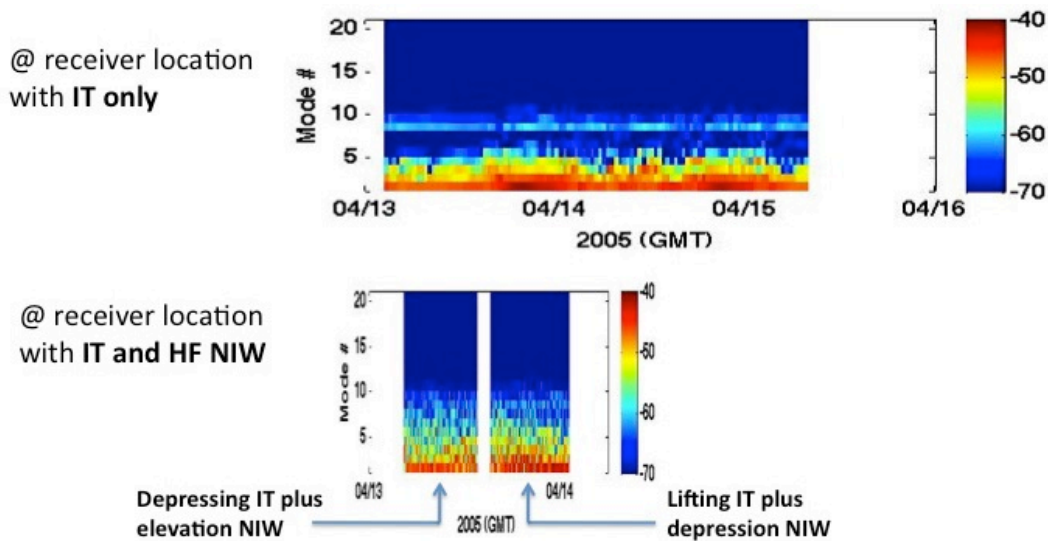 @ receiver location
with IT only
Mode #
20
15
10
5
04/13
04/14
04/15
04/16
2005 (GMT)
-40
-50
-60
-70
@ receiver location
with IT and HF NIW
Mode #
20
15
10
5
04/13
04/14
2005 (GMT)
-40
-50
-60
-70
Depressing IT plus
elevation NIW
Lifting IT plus
depression NIW